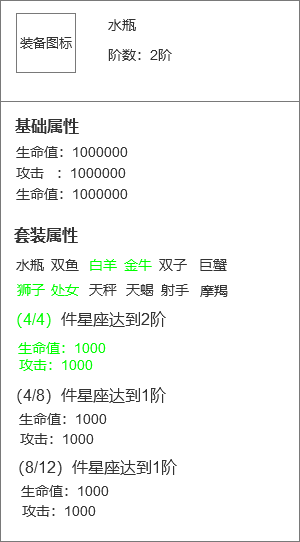 装备图标
水瓶
阶数：2阶
基础属性
生命值：1000000
攻击　：1000000
生命值：1000000
套装属性
水瓶 双鱼 白羊 金牛 双子 巨蟹
狮子 处女 天秤 天蝎 射手 摩羯
（4/4）件星座达到2阶
生命值：1000
攻击：1000
（4/8）件星座达到1阶
生命值：1000
攻击：1000
（8/12）件星座达到1阶
生命值：1000
攻击：1000